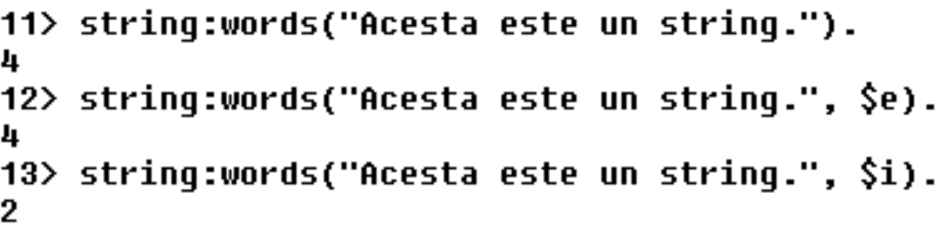 11> string:words("Acesta este un string.").
4
12> string:words("Acesta este un string.", $e).
4
13> string:words("Acesta este un string.", $i).
2